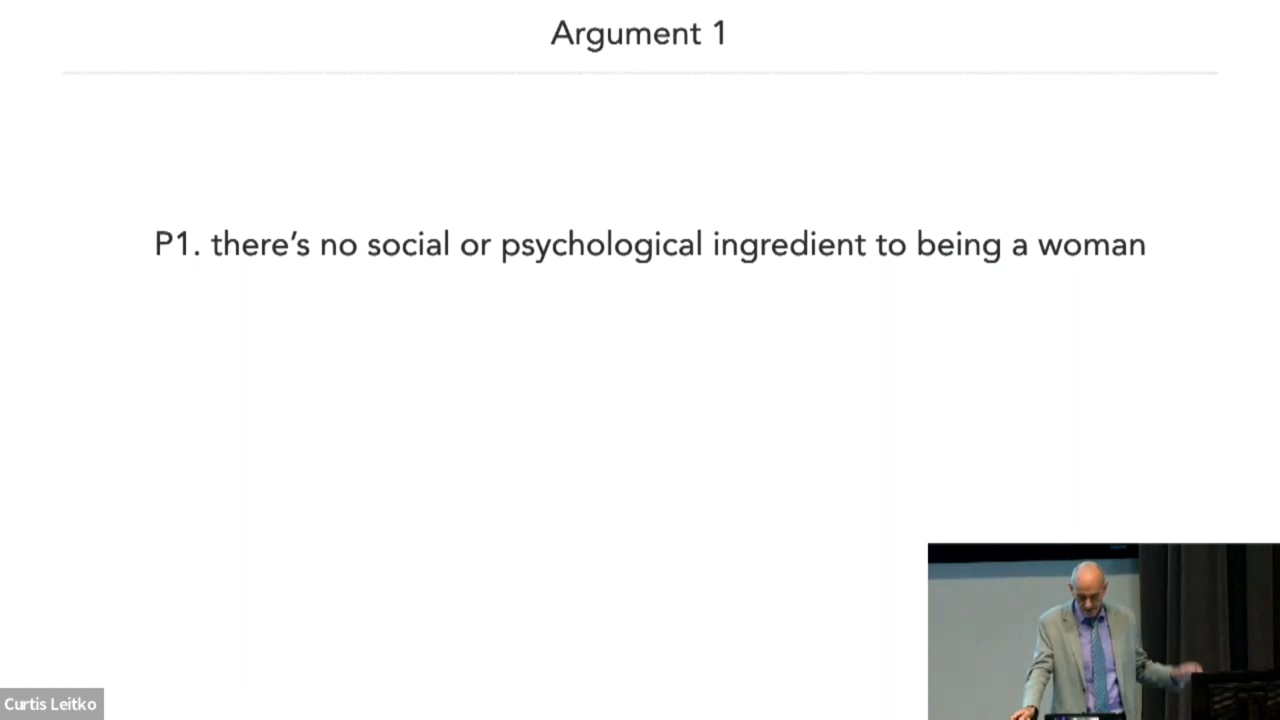 Argument 1
P1. there's no social or psychological ingredient to being a woman
Curtis Leitko